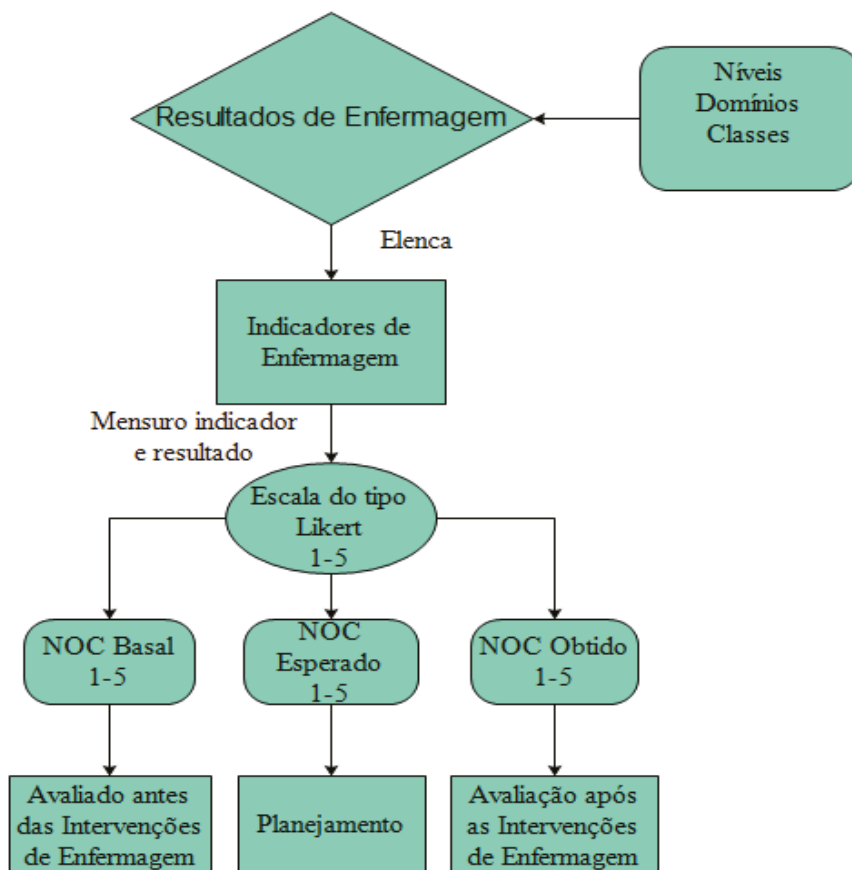 Resultados de Enfermagem
Níveis
Domínios
Classes
Elenca
Indicadores de
Enfermagem
Mensuro indicador
e resultado
Escala do tipo
Likert
1-5
NOC Basal
1-5
NOC
Esperado
1-5
NOC Obtido
1-5
Avaliado antes
das Intervenções
de Enfermagem
Planejamento
Avaliação após
as Intervenções
de Enfermagem